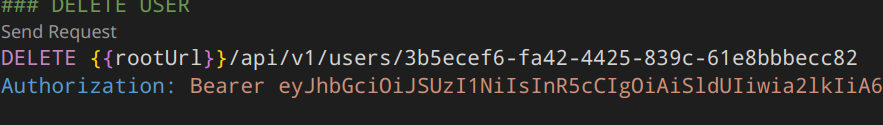 ### DELETE USER
Send Request
DELETE {{rootUrl}}/api/v1/users/3b5ecef6-fa42-4425-839c-61e8bbbecc82
Authorization: Bearer eyJhbGciOiJSUzI1NiIsInR5cCIgOiAiSldUIiwia2lkIiA6